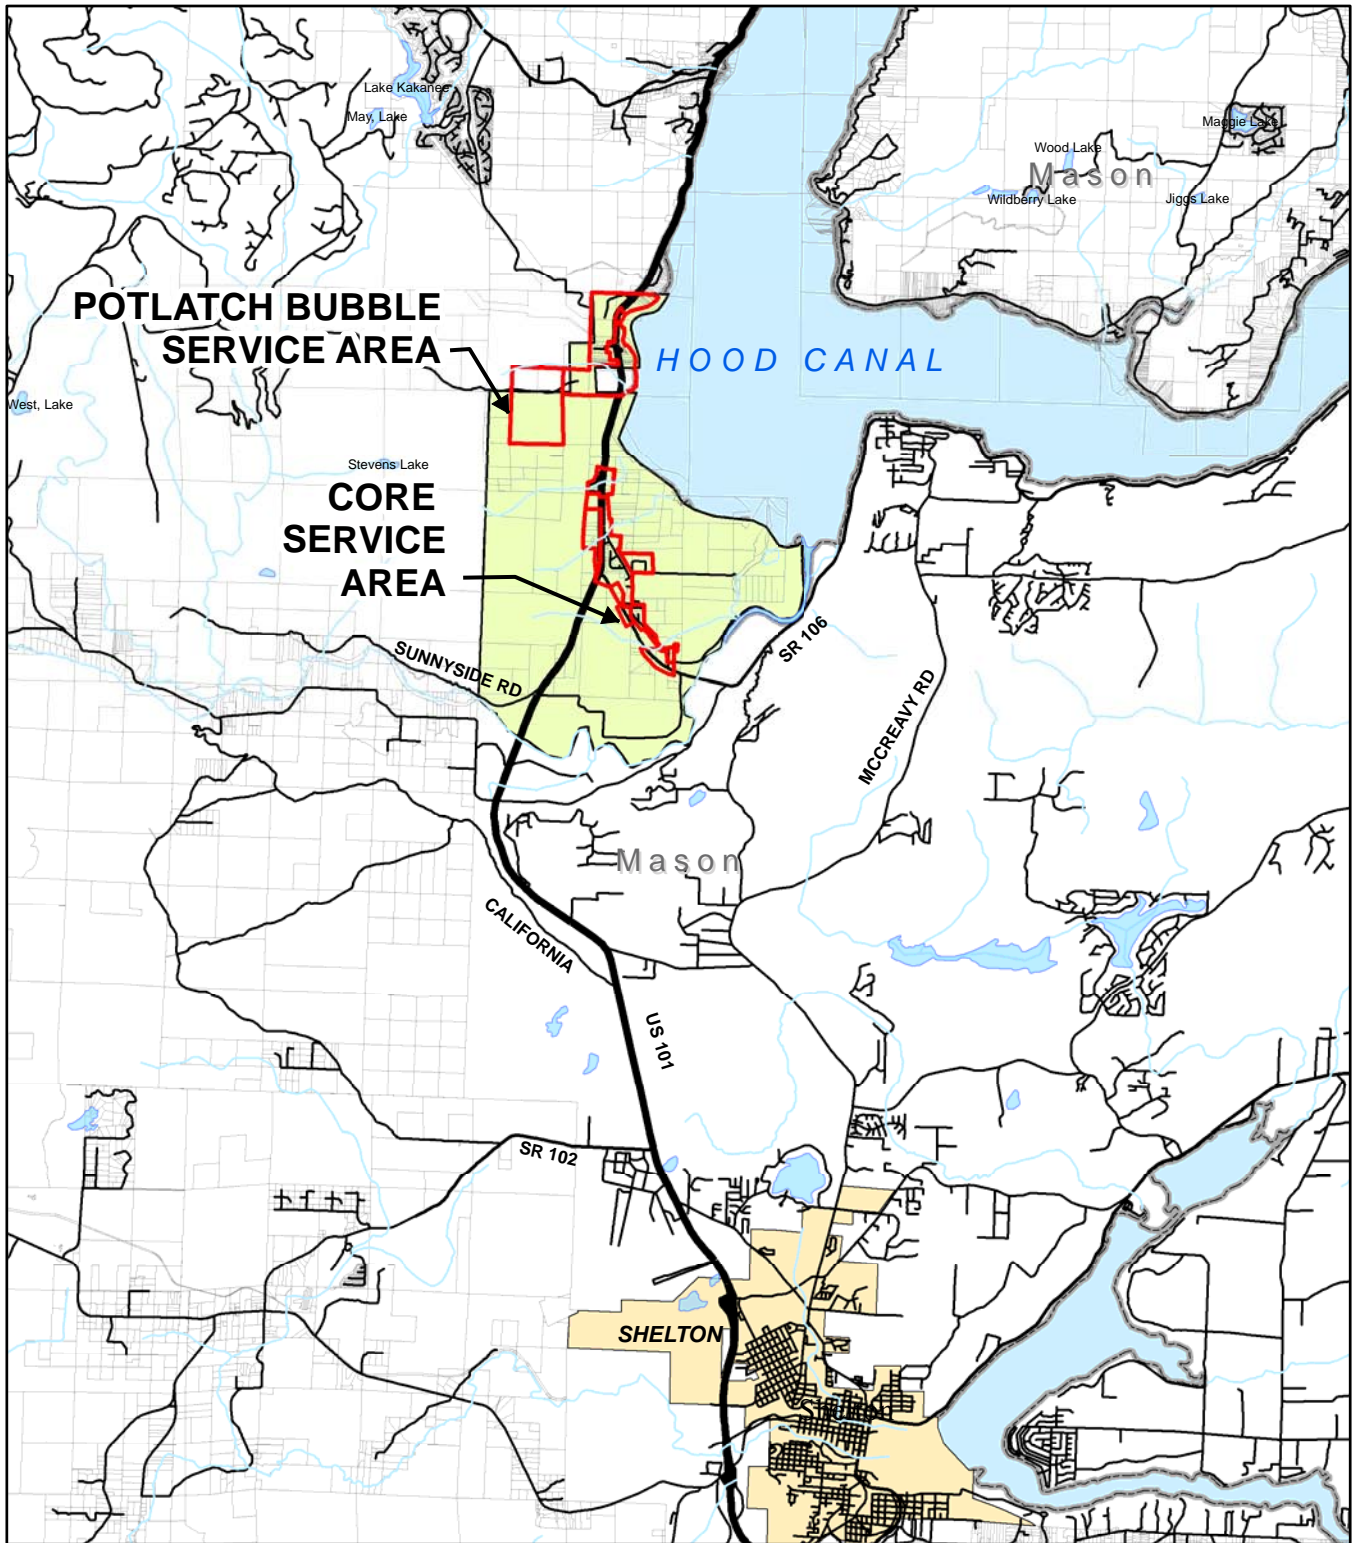 Lake Kakanee
May, Lake
Maggie Lake
Wood Lake
Mason
Wildberry Lake
Jiggs Lake
POTLATCH BUBBLE
SERVICE AREA
HOOD CANAL
West, Lake
Stevens Lake
CORE
SERVICE
AREA
SR 106
SUNNYSIDE RD
MCCREAVY RD
Mason
CALIFORNIA
US 101
SR 102
SHELTON